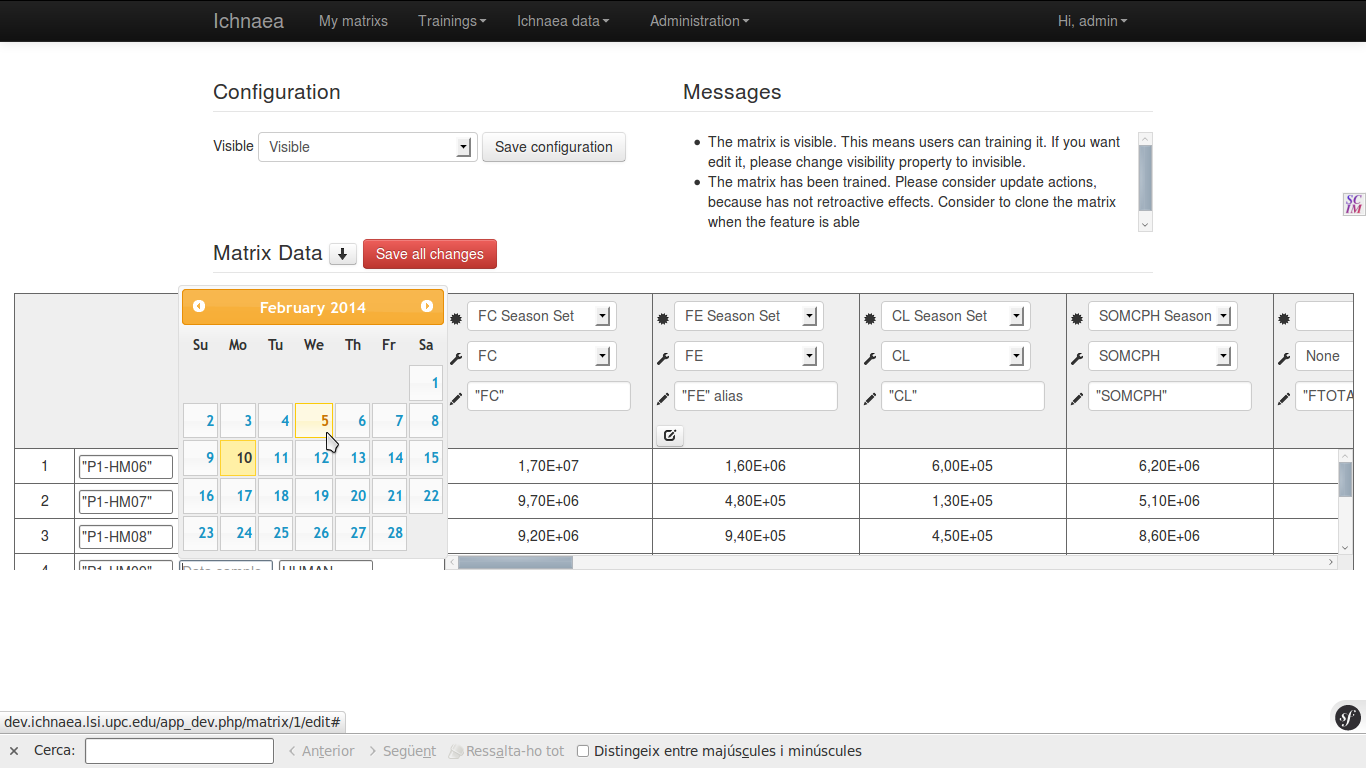 Ichnaea My matrixs Trainings Ichnaea data Administration Hi, admin
Configuration
Messages
Visible Visible Save configuration
The matrix is visible. This means users can training it. If you want
edit it, please change visibility property to invisible.
The matrix has been trained. Please consider update actions,
because has not retroactive effects. Consider to clone the matrix
when the feature is able
SC
IM
Matrix Data Save all changes
February 2014
Su Mo Tu We Th Fr Sa
1
2 3 4 5 6 7 8
9 10 11 12 13 14 15
16 17 18 19 20 21 22
23 24 25 26 27 28
FC Season Set FE Season Set CL Season Set SOMCPH Season
FC FE CL SOMCPH None
"FC" "FE" alias "CL" "SOMCPH" "FTOTA
1 "P1-HM06" 1,70E+07 1,60E+06 6,00E+05 6,20E+06
2 "P1-HM07" 9,70E+06 4,80E+05 1,30E+05 5,10E+06
3 "P1-HM08" 9,20E+06 9,40E+05 4,50E+05 8,60E+06
4 "P1-HM09" HUMAN
dev.ichnaea.lsi.upc.edu/app_dev.php/matrix/1/edit#
sf
Cerca: Anterior Següent Ressalta-ho tot Distingeix entre majúscules i minúscules